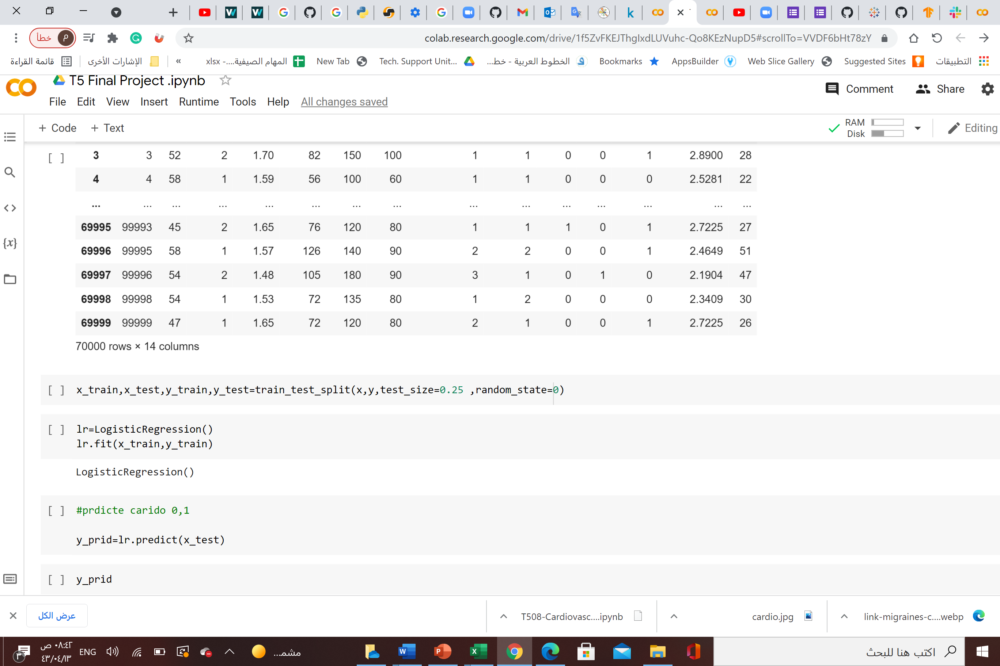 خطأ
colab.research.google.com/drive/1f5ZvFKEJThgIxdLUVuhc-Qo8KEzNupD5#scrollTo=VVDF6bHt78zY
التطبيقات Suggested Sites Web Slice Gallery AppsBuilder Bookmarks الخطوط العربية - خط... Tech. Support Unit... New Tab المهام الصيفية....- xlsx » الإشارات الأخرى قائمة القراءة
T5 Final Project .ipynb
File Edit View Insert Runtime Tools Help All changes saved
Comment Share
+ Code + Text
RAM
Disk
Editing
[ ] 3 3 52 2 1.70 82 150 100 1 1 0 0 1 2.8900 28
4 4 58 1 1.59 56 100 60 1 1 0 0 0 2.5281 22
... ... ... ... ... ... ... ... ... ... ... ... ... ... ...
69995 99993 45 2 1.65 76 120 80 1 1 1 0 1 2.7225 27
69996 99995 58 1 1.57 126 140 90 2 2 0 0 1 2.4649 51
69997 99996 54 2 1.48 105 180 90 3 1 0 1 0 2.1904 47
69998 99998 54 1 1.53 72 135 80 1 2 0 0 0 2.3409 30
69999 99999 47 1 1.65 72 120 80 2 1 0 0 1 2.7225 26
70000 rows × 14 columns
[ ] x_train,x_test,y_train,y_test=train_test_split(x,y,test_size=0.25 ,random_state=0)
[ ] lr=LogisticRegression()
lr.fit(x_train,y_train)
LogisticRegression()
[ ] #prdicte carido 0,1
y_prid=lr.predict(x_test)
[ ] y_prid
عرض الكل
T508-Cardiovasc....ipynb
cardio.jpg
link-migraines-c....webp
٠٨:٤٢ ص
٤٣/٠٤/١٣
ENG
مشم...
اكتب هنا للبحث